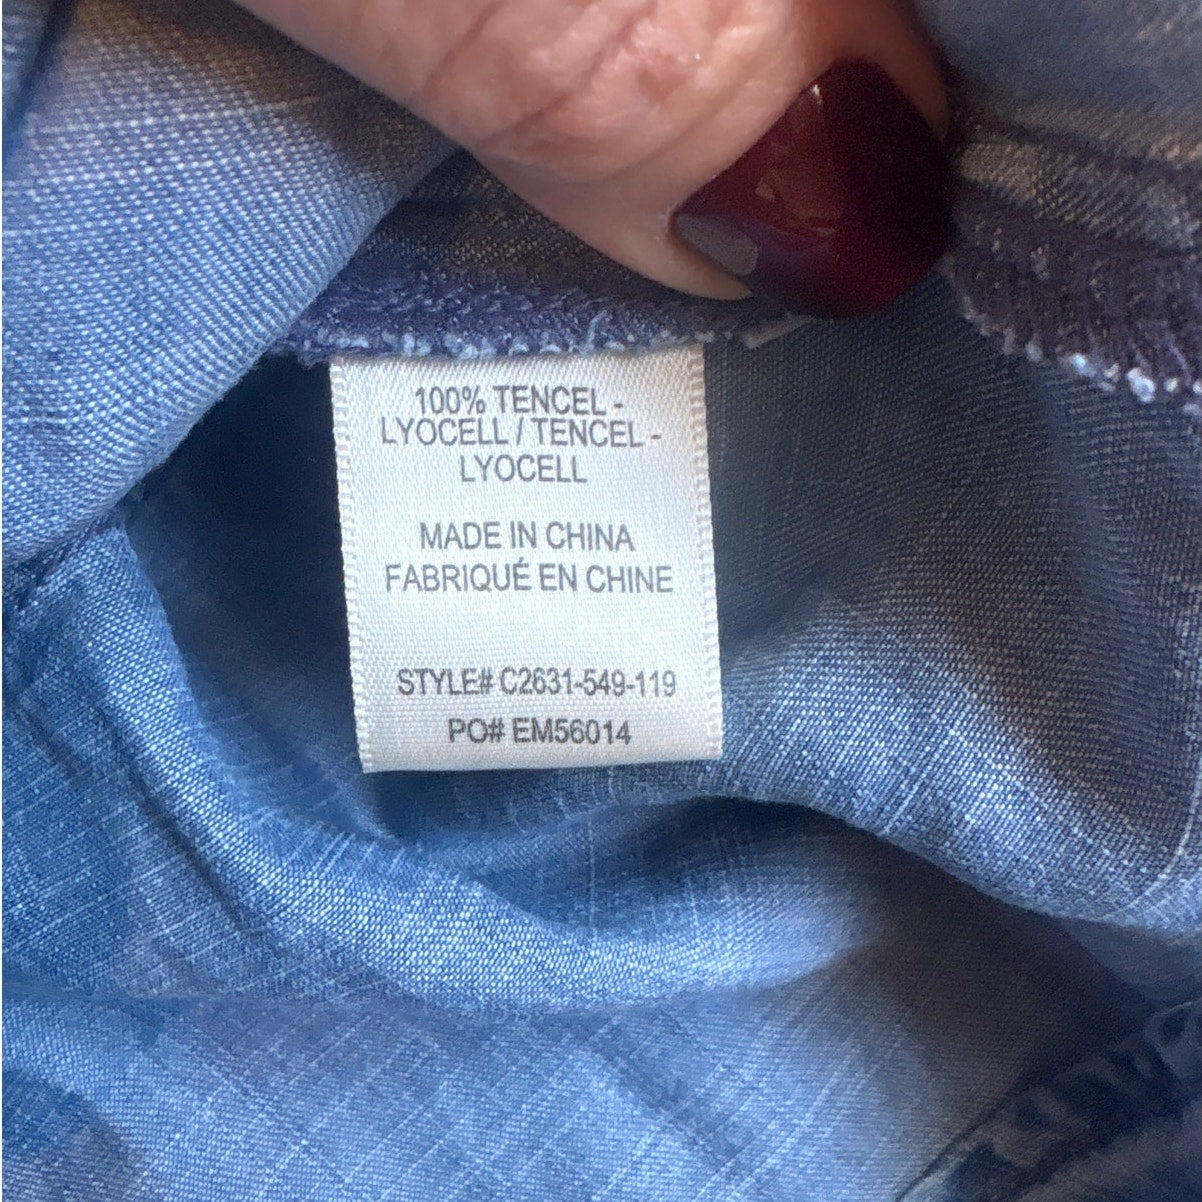 100% TENCEL -
LYOCELL / TENCEL -
LYOCELL
MADE IN CHINA
FABRIQUÉ EN CHINE
STYLE# C2631-549-119
PO# EM56014